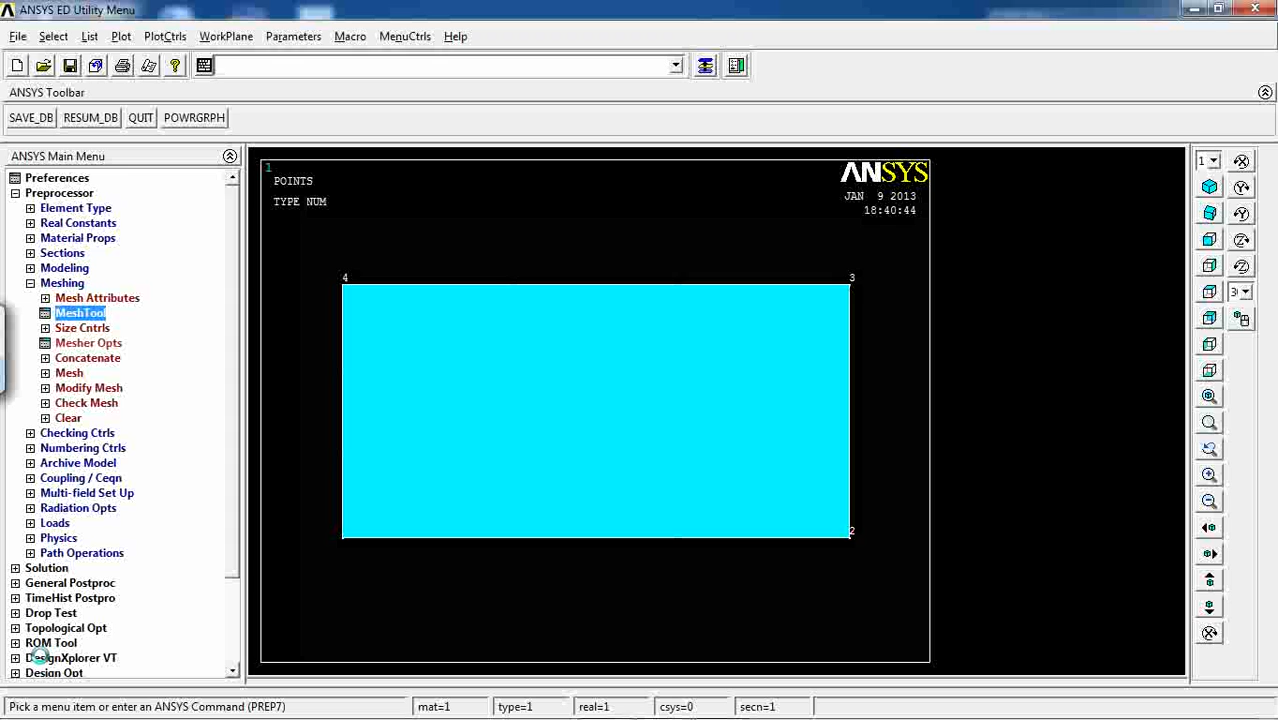 ANSYS ED Utility Menu
File Select List Plot PlotCtrls WorkPlane Parameters Macro MenuCtrls Help
ANSYS Toolbar
SAVE_DB RESUM_DB QUIT POWRGRPH
ANSYS Main Menu
Preferences
Preprocessor
Element Type
Real Constants
Material Props
Sections
Modeling
Meshing
Mesh Attributes
MeshTool
Size Cntrls
Mesher Opts
Concatenate
Mesh
Modify Mesh
Check Mesh
Clear
Checking Ctrls
Numbering Ctrls
Archive Model
Coupling / Ceqn
Multi-field Set Up
Radiation Opts
Loads
Physics
Path Operations
Solution
General Postproc
TimeHist Postpro
Drop Test
Topological Opt
ROM Tool
DesignXplorer VT
Design Opt
1
POINTS
TYPE NUM
ANSYS
JAN 9 2013
18:40:44
4 3
2
1
Pick a menu item or enter an ANSYS Command (PREP7) mat=1 type=1 real=1 csys=0 secn=1